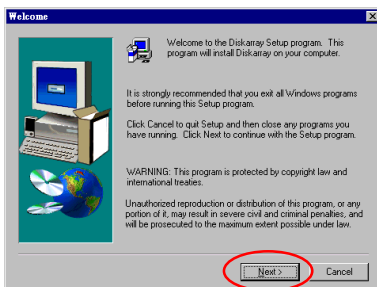 Welcome
Welcome to the Diskarray Setup program. This
program will install Diskarray on your computer.
It is strongly recommended that you exit all Windows programs
before running this Setup program.
Click Cancel to quit Setup and then close any programs you
have running. Click Next to continue with the Setup program.
WARNING: This program is protected by copyright law and
international treaties.
Unauthorized reproduction or distribution of this program, or any
portion of it, may result in severe civil and criminal penalties, and
will be prosecuted to the maximum extent possible under law.
Next >
Cancel